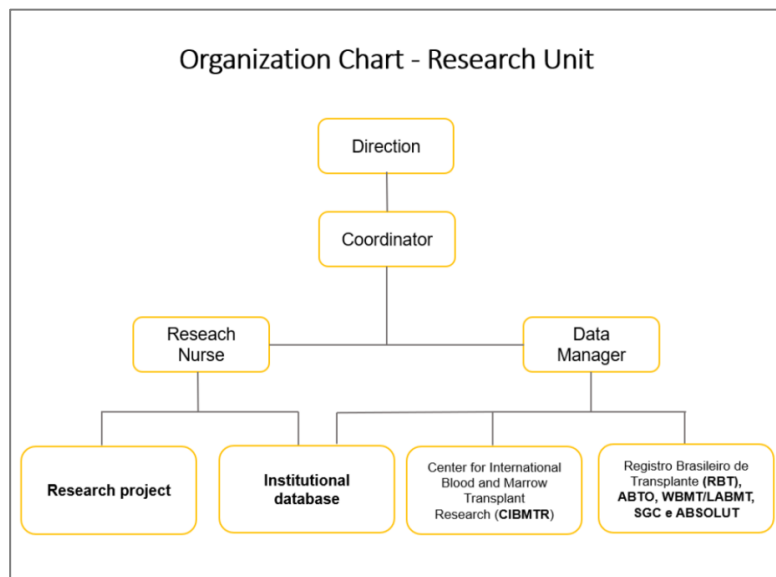 Organization Chart - Research Unit
Direction
Coordinator
Reseach
Nurse
Data
Manager
Research project
Institutional
database
Center for International
Blood and Marrow
Transplant
Research (CIBMTR)
Registro Brasileiro de
Transplante (RBT),
ABTO, WBMT/LABMT,
SGC e ABSOLUT